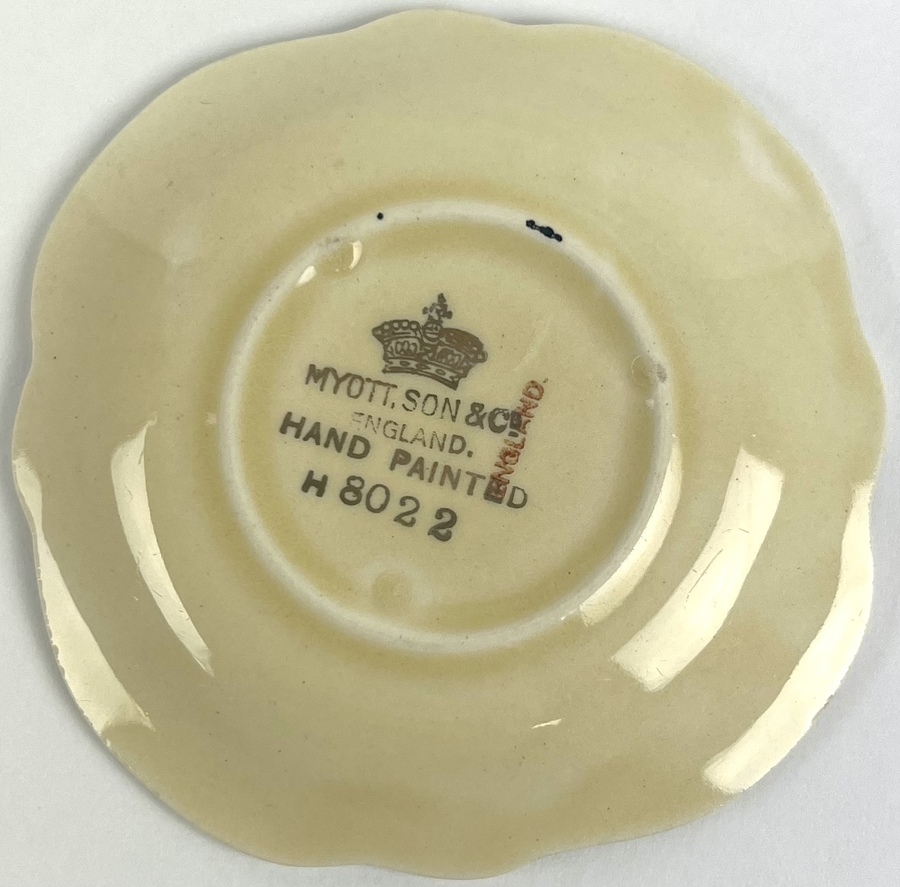 MYOTT, SON & Co.
ENGLAND.
HAND PAINTED
H 8022
ENGLAND.